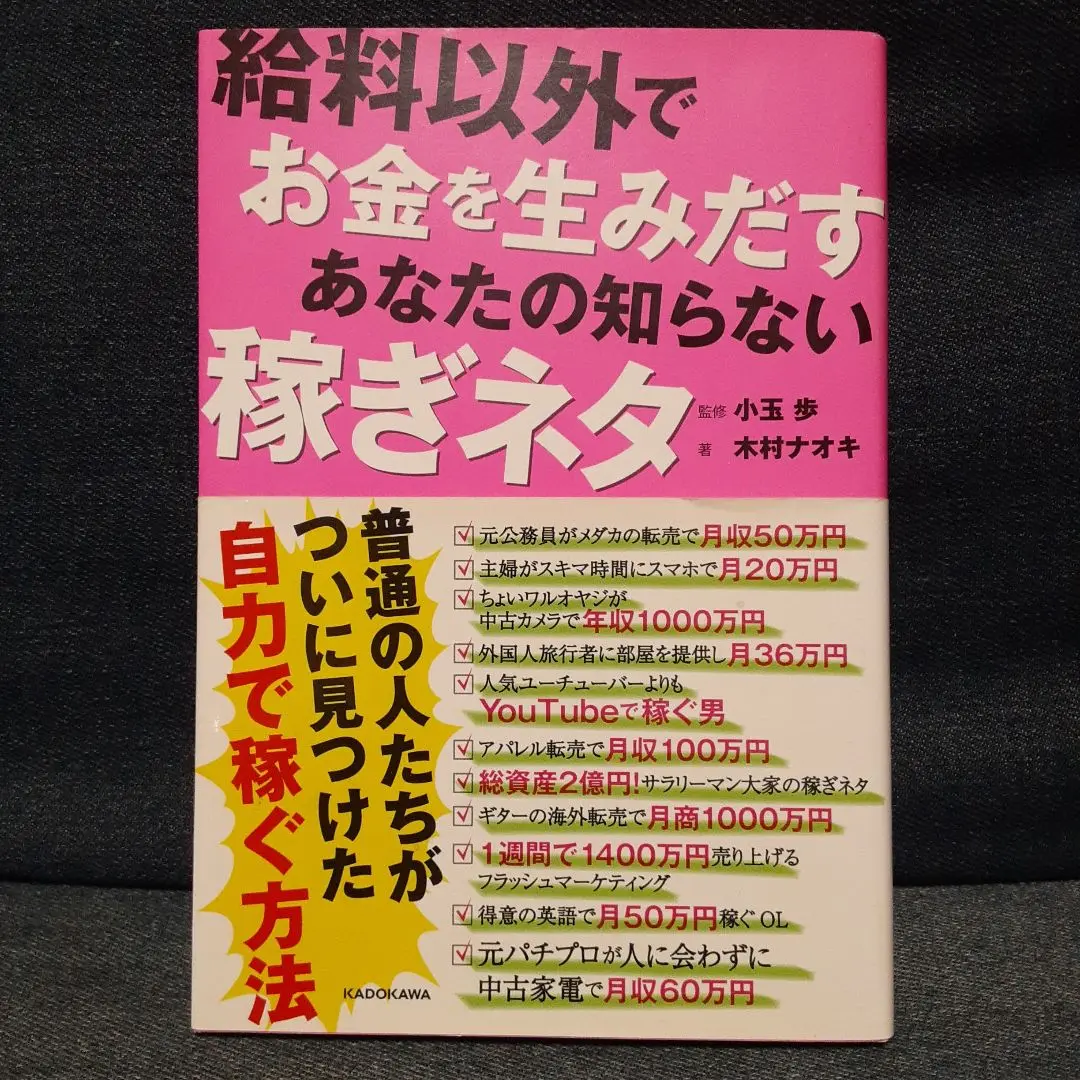 給料以外で
お金を生みだす
あなたの知らない
稼ぎネタ
監修 小玉 歩
著 木村ナオキ
普通の人たちが
ついに見つけた
自力で稼ぐ方法
元公務員がメダカの転売で月収50万円
主婦がスキマ時間にスマホで月20万円
ちょいワルオヤジが
中古カメラで年収1000万円
外国人旅行者に部屋を提供し月36万円
人気ユーチューバーよりも
YouTubeで稼ぐ男
アパレル転売で月収100万円
総資産2億円!サラリーマン大家の稼ぎネタ
ギターの海外転売で月商1000万円
1週間で1400万円売り上げる
フラッシュマーケティング
得意の英語で月50万円稼ぐOL
元パチプロが人に会わずに
中古家電で月収60万円
KADOKAWA